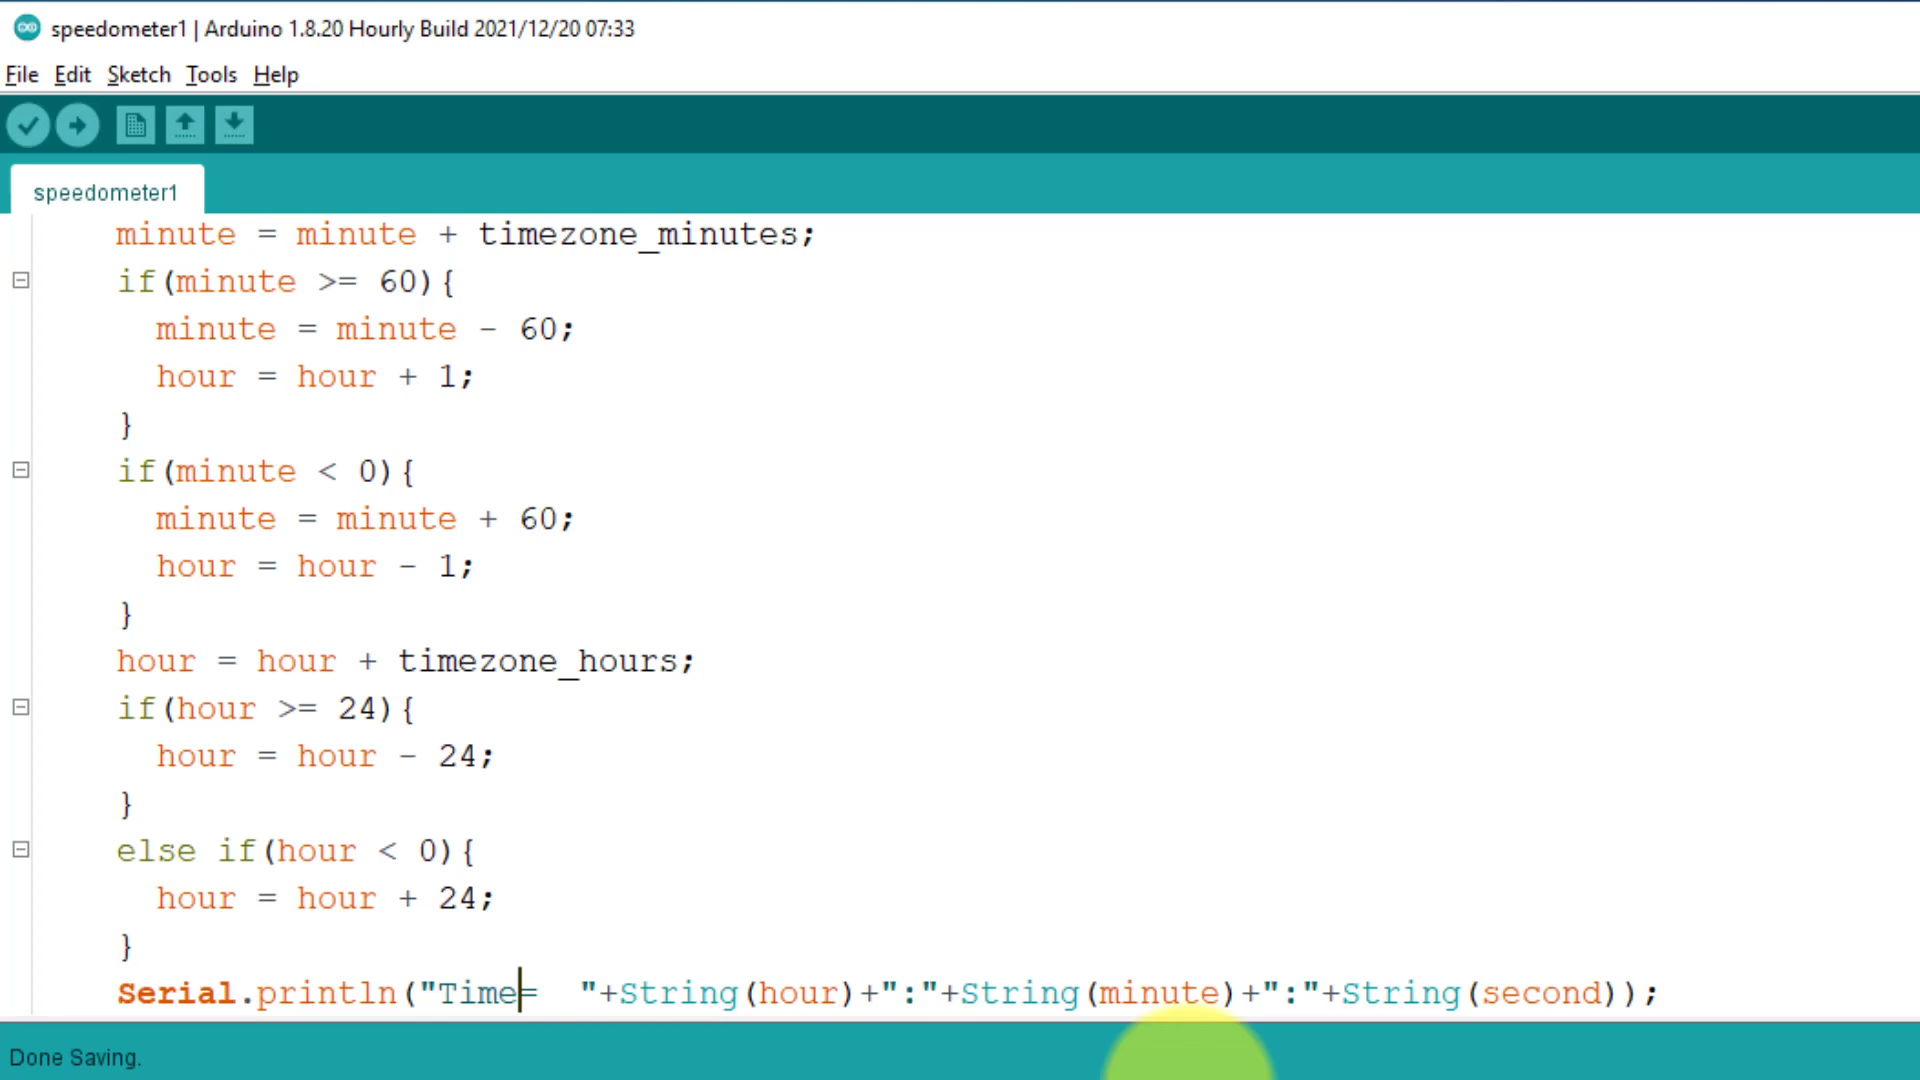 speedometer1 | Arduino 1.8.20 Hourly Build 2021/12/20 07:33
File Edit Sketch Tools Help
speedometer1
minute = minute + timezone_minutes;
if(minute >= 60){
minute = minute - 60;
hour = hour + 1;
}
if(minute < 0){
minute = minute + 60;
hour = hour - 1;
}
hour = hour + timezone_hours;
if(hour >= 24){
hour = hour - 24;
}
else if(hour < 0){
hour = hour + 24;
}
Serial.println("Time=  "+String(hour)+":"+String(minute)+":"+String(second));
Done Saving.